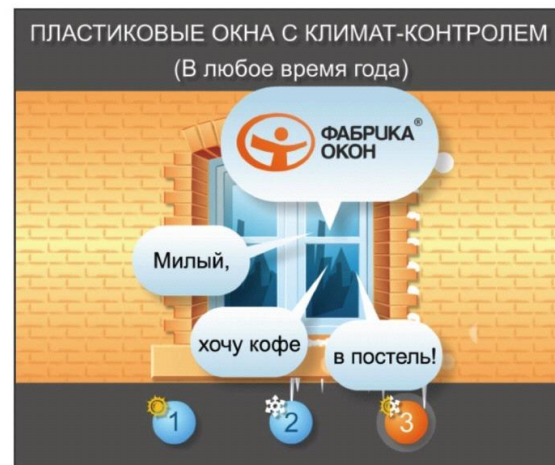 ПЛАСТИКОВЫЕ ОКНА С КЛИМАТ-КОНТРОЛЕМ
(В любое время года)
ФАБРИКА®
ОКОН
Милый,
хочу кофе
в постель!
1
2
3